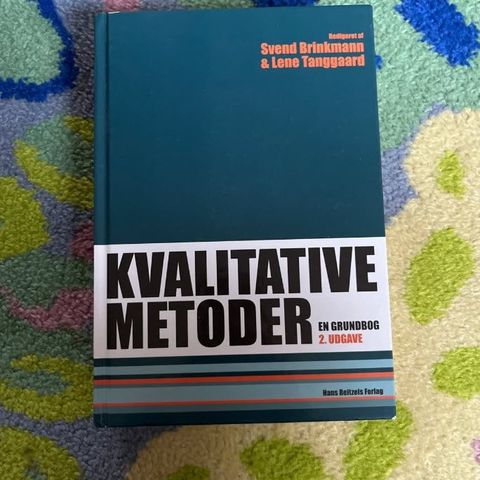 Redigeret af
Svend Brinkmann
& Lene Tanggaard
KVALITATIVE
METODER
EN GRUNDBOG
2. UDGAVE
Hans Reitzels Forlag